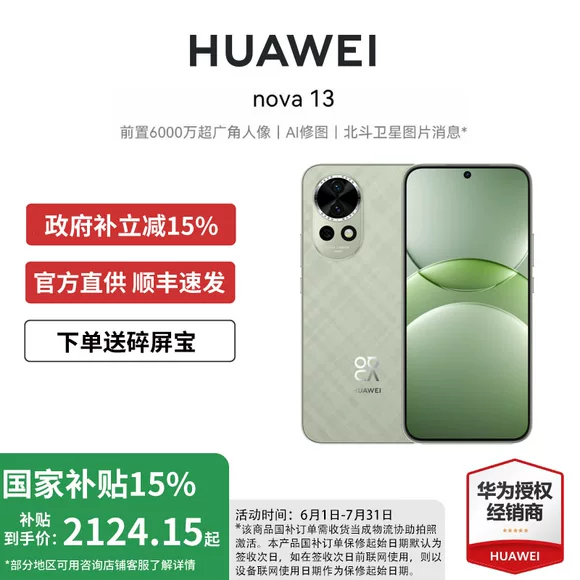 HUAWEI
nova 13
前置6000万超广角人像 | AI修图 | 北斗卫星图片消息*
政府补立减15%
官方直供 顺丰速发
下单送碎屏宝
HUAWEI
国家补贴15%
补贴
到手价：2124.15起
*部分地区可用咨询店铺客服了解详情
活动时间：6月1日-7月31日
*该商品国补订单需收货当成物流协助拍照
激活。本产品国补订单保修起始日期默认为
签收次日，如在签收次日前联网使用，则以
设备联网使用日期作为保修起始日期。
华为授权
经销商
HUAWEI